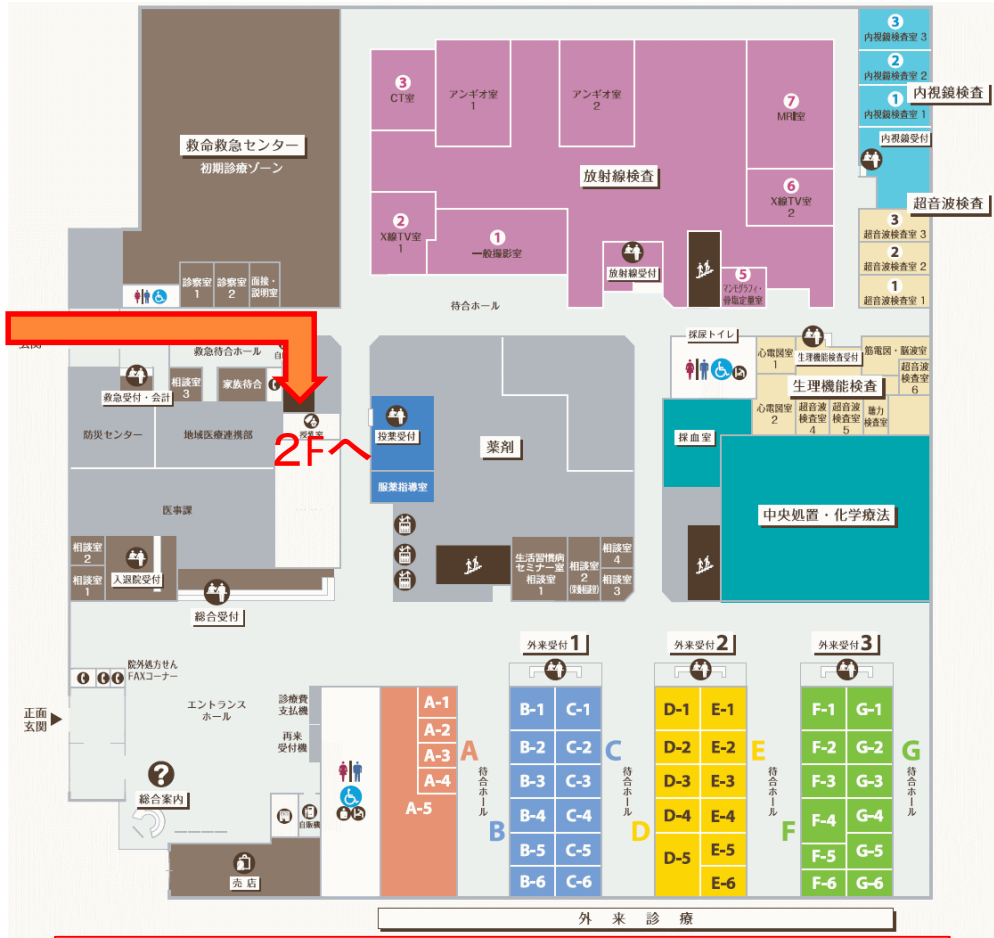 3
内視鏡検査室 3
2
内視鏡検査室 2
内視鏡検査
1
内視鏡検査室 1
内視鏡受付
3
CT室
アンギオ室
1
アンギオ室
2
7
MRI室
救命救急センター
初期診療ゾーン
放射線検査
6
X線TV室
2
超音波検査
3
超音波検査室 3
2
超音波検査室 2
1
超音波検査室 1
2
X線TV室
1
1
一般撮影室
放射線受付
5
マンモグラフィ・
骨塩定量室
診察室
1
診察室
2
面接・
説明室
待合ホール
玄関
救急待合ホール
採尿トイレ
心電図室
1
生理機能検査受付
筋電図・脳波室
超音波
検査室
6
生理機能検査
救急受付・会計
相談室
3
家族待合
心電図室
2
超音波
検査室
4
超音波
検査室
5
聴力
検査室
防災センター
地域医療連携部
授乳室
2Fへ
投薬受付
薬剤
採血室
服薬指導室
医事課
中央処置・化学療法
相談室
2
相談室
1
入退院受付
生活習慣病
セミナー室
相談室
1
相談室
2
(栄養相談室)
相談室
4
相談室
3
総合受付
外来受付1
外来受付2
外来受付3
院外処方せん
FAXコーナー
正面
玄関
エントランス
ホール
診療費
支払機
再来
受付機
総合案内
自販機
売店
A-1
A-2
A-3
A-4
A-5
A
待合ホール
B
B-1
B-2
B-3
B-4
B-5
B-6
C-1
C-2
C-3
C-4
C-5
C-6
C
待合ホール
D
D-1
D-2
D-3
D-4
D-5
E-1
E-2
E-3
E-4
E-5
E-6
E
待合ホール
F
F-1
F-2
F-3
F-4
F-5
F-6
G-1
G-2
G-3
G-4
G-5
G-6
G
待合ホール
外来診療